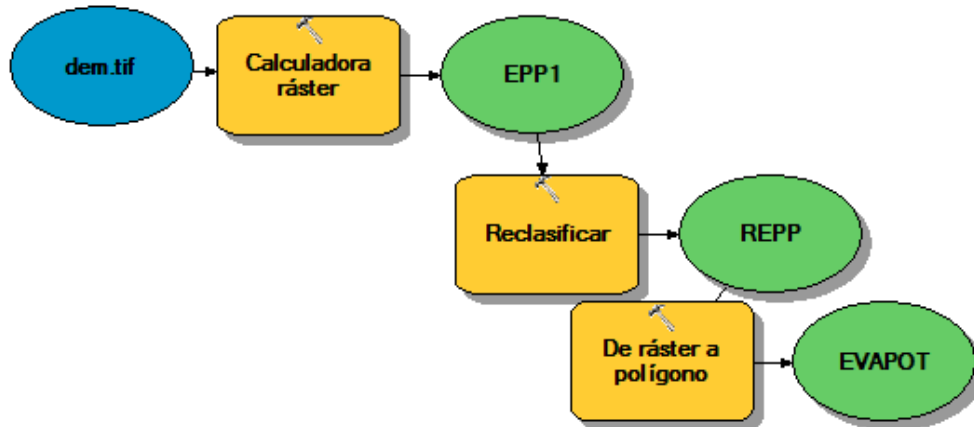 dem.tif
Calculadora
ráster
EPP1
Reclasificar
REPP
De ráster a
polígono
EVAPOT